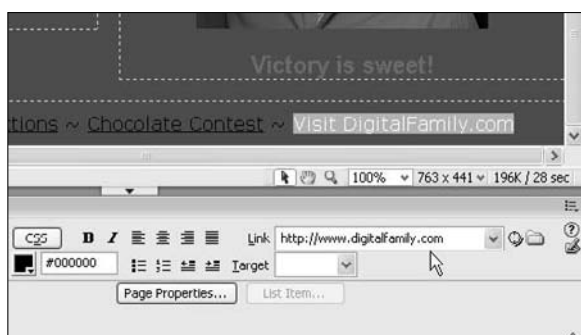 Victory is sweet!
tions ~ Chocolate Contest ~ Visit DigitalFamily.com
100% 763 x 441 196K / 28 sec
CSS B I Link http://www.digitalfamily.com
#000000 Target
Page Properties... List Item...